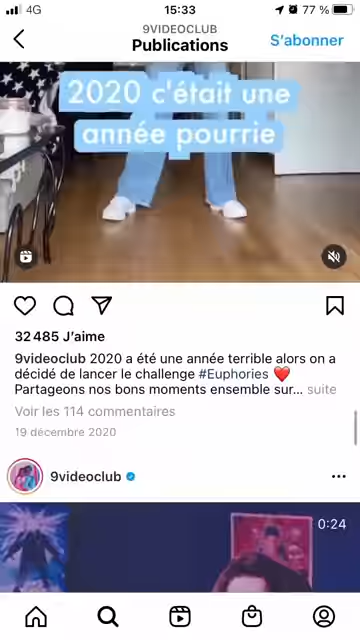 4G
15:33
77 %
9VIDEOCLUB
Publications
S’abonner
2020 c'était une
année pourrie
32 485 J’aime
9videoclub 2020 a été une année terrible alors on a
décidé de lancer le challenge #Euphories ❤️
Partageons nos bons moments ensemble sur... suite
Voir les 114 commentaires
19 décembre 2020
9videoclub
0:24